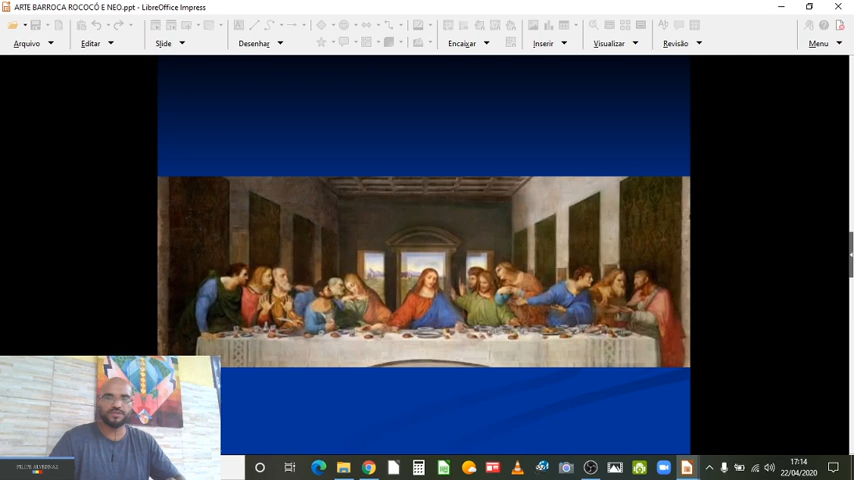 ARTE BARROCA ROCOCÓ E NEO.ppt - LibreOffice Impress
Arquivo
Editar
Slide
Desenhar
Encaixar
Inserir
Visualizar
Revisão
Menu
17:14
22/04/2020